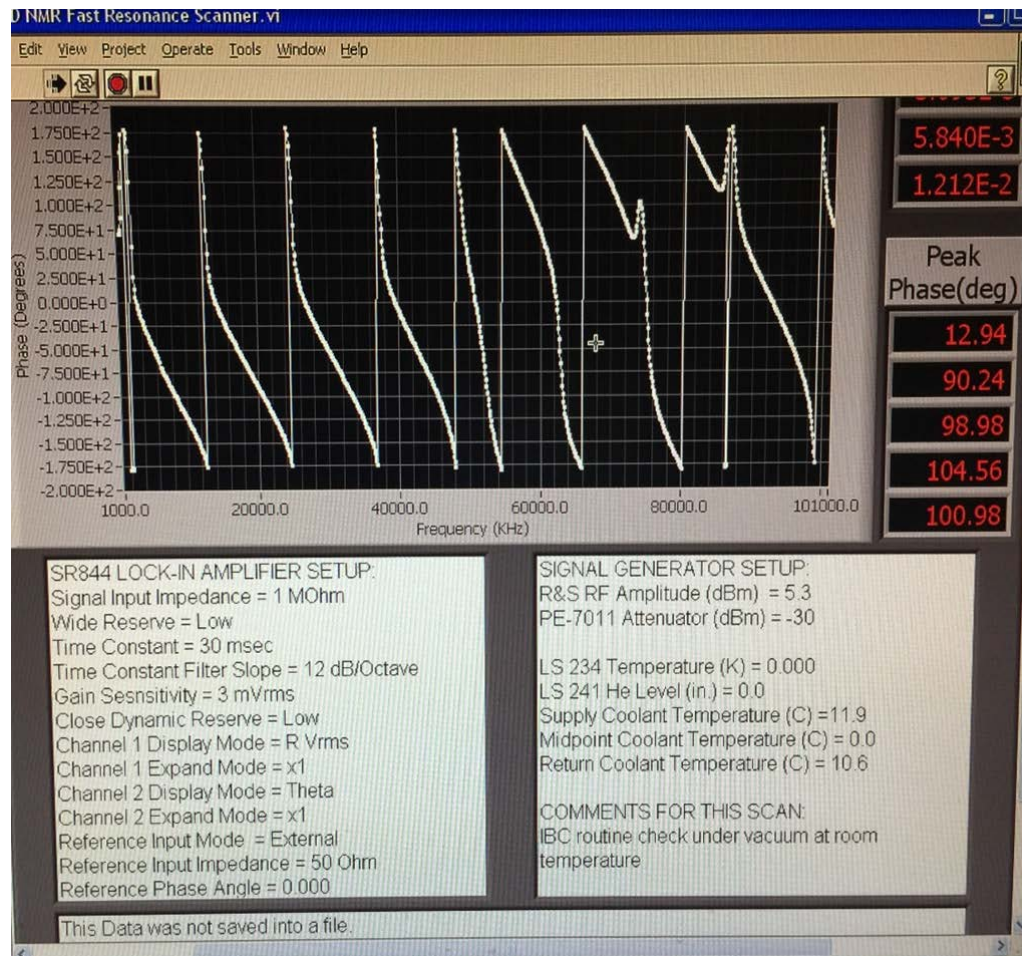 D NMR Fast Resonance Scanner.vi
Edit View Project Operate Tools Window Help
2.000E+2
1.750E+2
1.500E+2
1.250E+2
1.000E+2
7.500E+1
5.000E+1
2.500E+1
0.000E+0
-2.500E+1
-5.000E+1
-7.500E+1
-1.000E+2
-1.250E+2
-1.500E+2
-1.750E+2
-2.000E+2
Phase (Degrees)
1000.0 20000.0 40000.0 60000.0 80000.0 101000.0
Frequency (KHz)
5.840E-3
1.212E-2
Peak
Phase(deg)
12.94
90.24
98.98
104.56
100.98
SR844 LOCK-IN AMPLIFIER SETUP:
Signal Input Impedance = 1 MOhm
Wide Reserve = Low
Time Constant = 30 msec
Time Constant Filter Slope = 12 dB/Octave
Gain Sesnsitivity = 3 mVrms
Close Dynamic Reserve = Low
Channel 1 Display Mode = R Vrms
Channel 1 Expand Mode = x1
Channel 2 Display Mode = Theta
Channel 2 Expand Mode = x1
Reference Input Mode = External
Reference Input Impedance = 50 Ohm
Reference Phase Angle = 0.000
SIGNAL GENERATOR SETUP:
R&S RF Amplitude (dBm) = 5.3
PE-7011 Attenuator (dBm) = -30
LS 234 Temperature (K) = 0.000
LS 241 He Level (in.) = 0.0
Supply Coolant Temperature (C) =11.9
Midpoint Coolant Temperature (C) = 0.0
Return Coolant Temperature (C) = 10.6
COMMENTS FOR THIS SCAN:
IBC routine check under vacuum at room
temperature
This Data was not saved into a file.